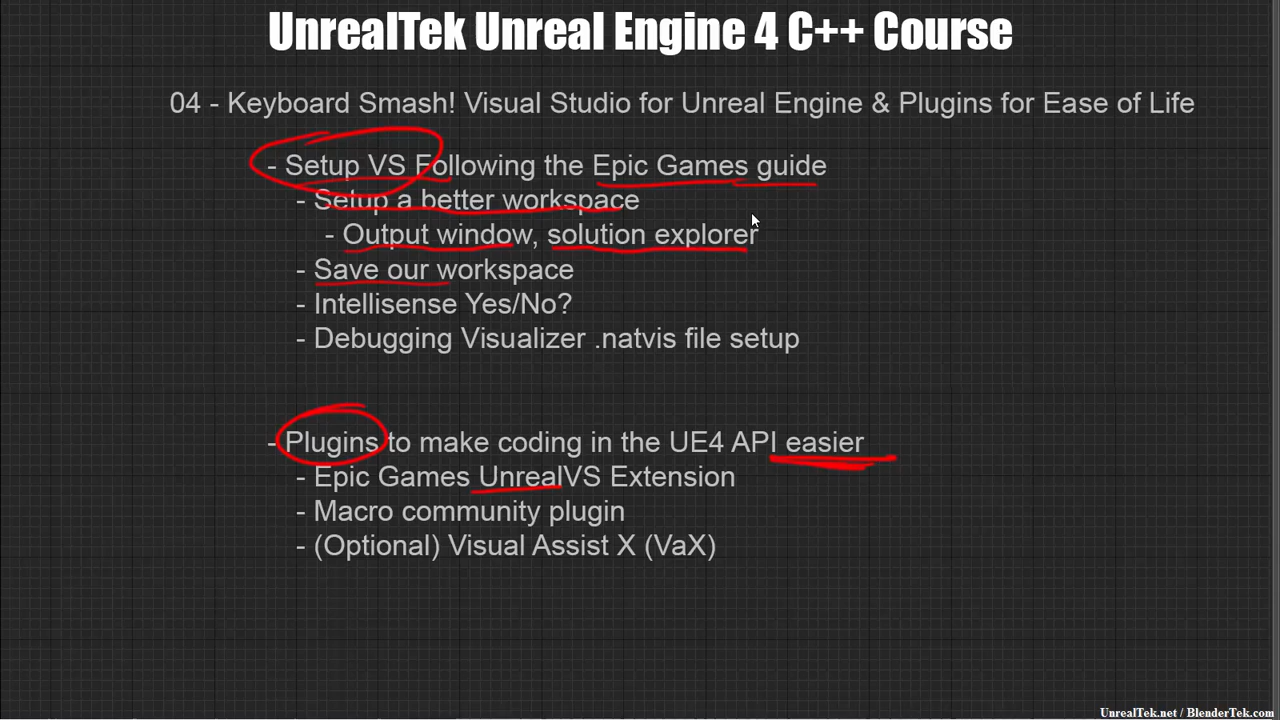 UnrealTek Unreal Engine 4 C++ Course
04 - Keyboard Smash! Visual Studio for Unreal Engine & Plugins for Ease of Life
- Setup VS Following the Epic Games guide
- Setup a better workspace
- Output window, solution explorer
- Save our workspace
- Intellisense Yes/No?
- Debugging Visualizer .natvis file setup
- Plugins to make coding in the UE4 API easier
- Epic Games UnrealVS Extension
- Macro community plugin
- (Optional) Visual Assist X (VaX)
UnrealTek.net / BlenderTek.com